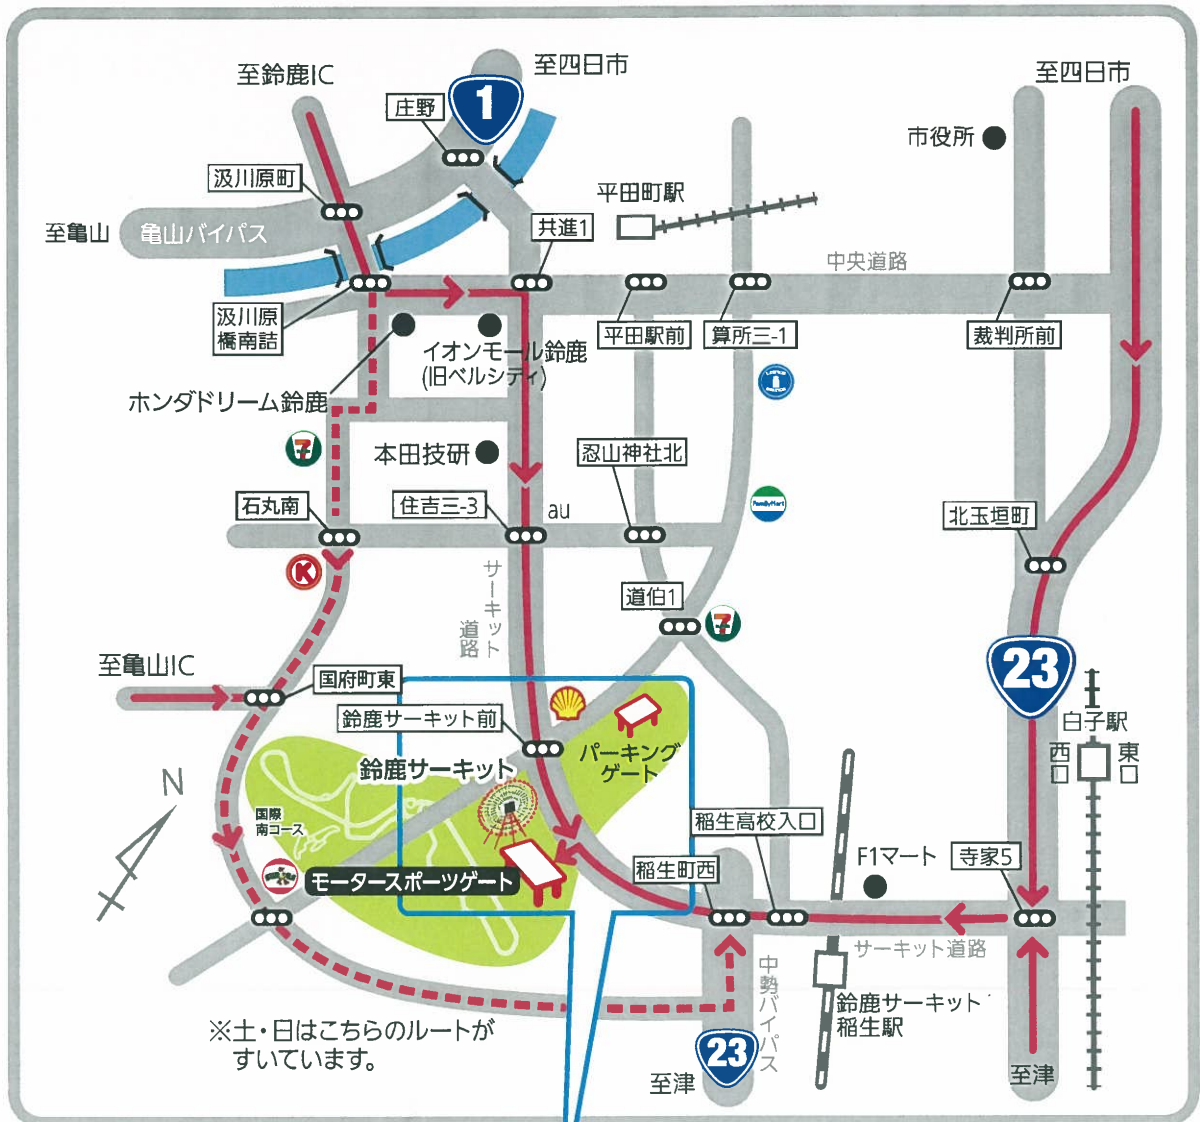 至鈴鹿IC
至四日市
至四日市
庄野
1
市役所
汲川原町
平田町駅
共進1
至亀山
亀山バイパス
中央道路
汲川原
橋南詰
平田駅前
算所三-1
裁判所前
イオンモール鈴鹿
(旧ベルシティ)
ホンダドリーム鈴鹿
7
本田技研
忍山神社北
石丸南
住吉三-3
au
FamilyMart
北玉垣町
K
サーキット
道路
道伯1
7
至亀山IC
国府町東
23
鈴鹿サーキット前
白子駅
西口
東口
パーキング
ゲート
鈴鹿サーキット
N
国際
南コース
稲生高校入口
F1マート
寺家5
モータースポーツゲート
稲生町西
サーキット道路
中勢バイパス
鈴鹿サーキット
稲生駅
※土・日はこちらのルートが
すいています。
23
至津
至津